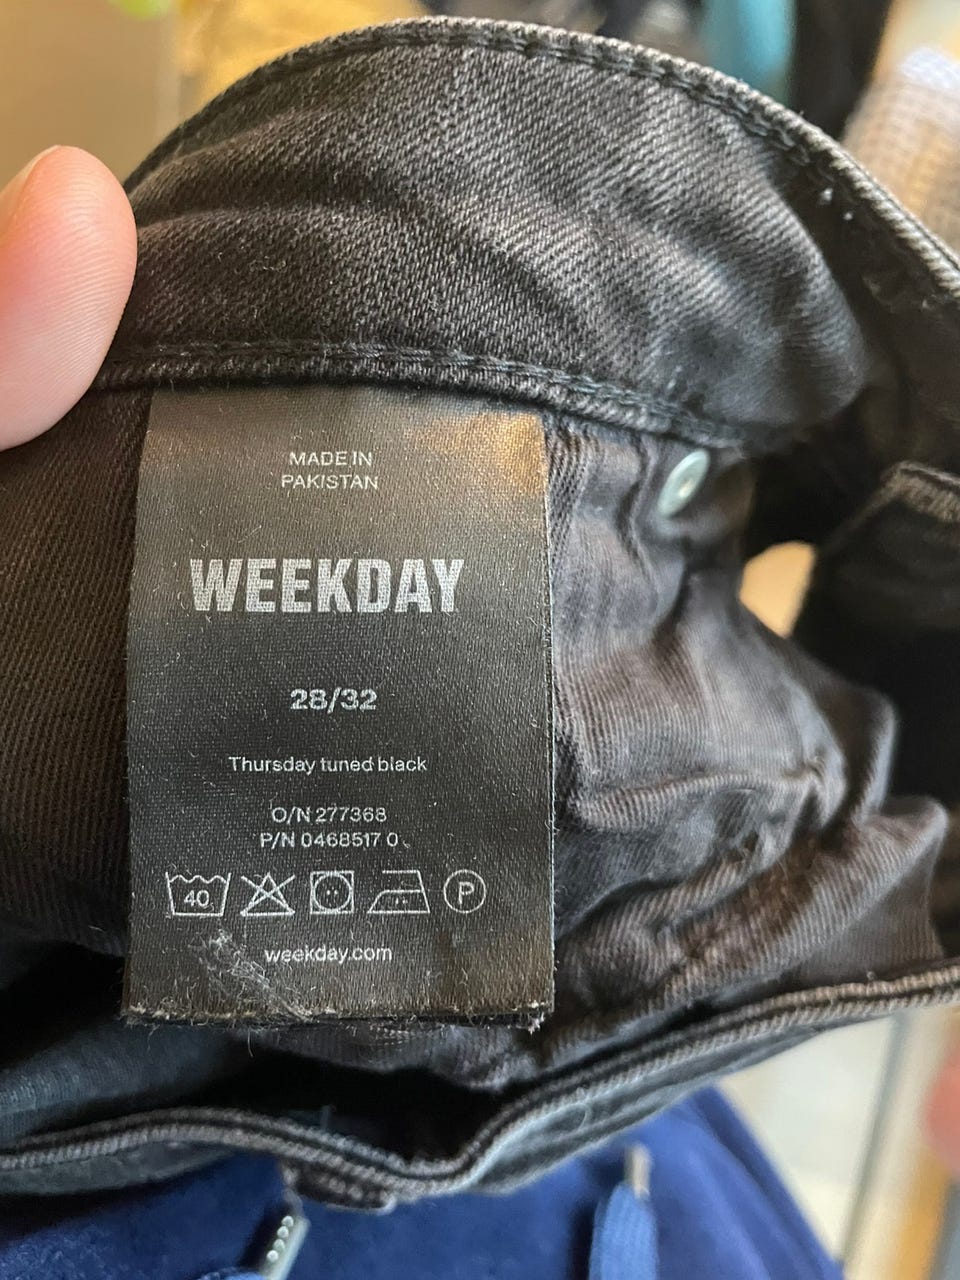 MADE IN
PAKISTAN
WEEKDAY
28/32
Thursday tuned black
O/N 277368
P/N 0468517 0
40 P
weekday.com